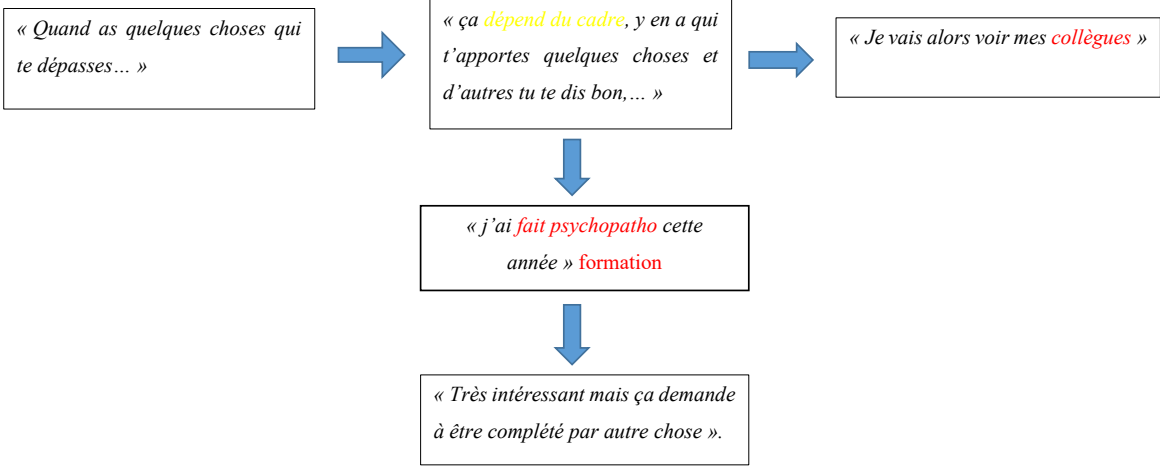 « Quand as quelques choses qui
te dépasses… »
« ça dépend du cadre, y en a qui
t’apportes quelques choses et
d’autres tu te dis bon,… »
« Je vais alors voir mes collègues »
« j’ai fait psychopatho cette
année » formation
« Très intéressant mais ça demande
à être complété par autre chose ».